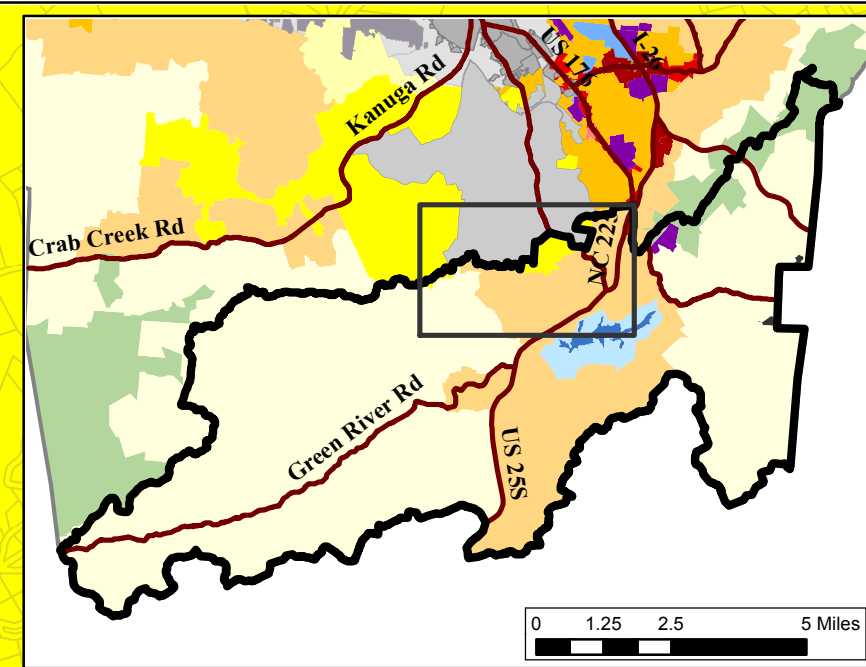 US 176
I-26
Kanuga Rd
Crab Creek Rd
NC 225
Green River Rd
US 25S
0 1.25 2.5 5 Miles